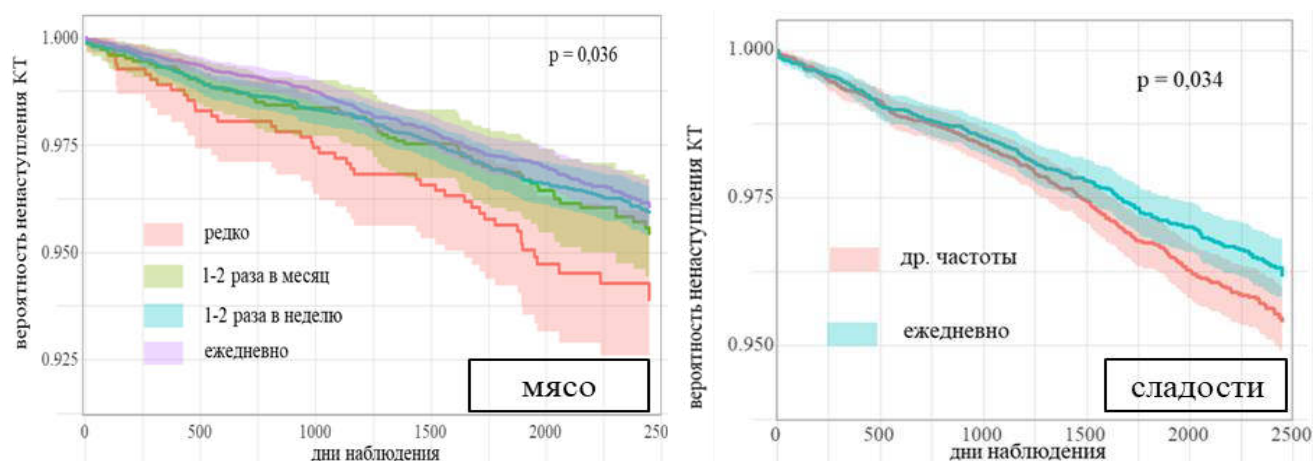 вероятность ненаступления КТ
1.000
0.975
0.950
0.925
p = 0,036
редко
1-2 раза в месяц
1-2 раза в неделю
ежедневно
мясо
0
500
1000
1500
2000
250
дни наблюдения
вероятность ненаступления КТ
1.000
0.975
0.950
p = 0,034
др. частоты
ежедневно
сладости
0
500
1000
1500
2000
2500
дни наблюдения